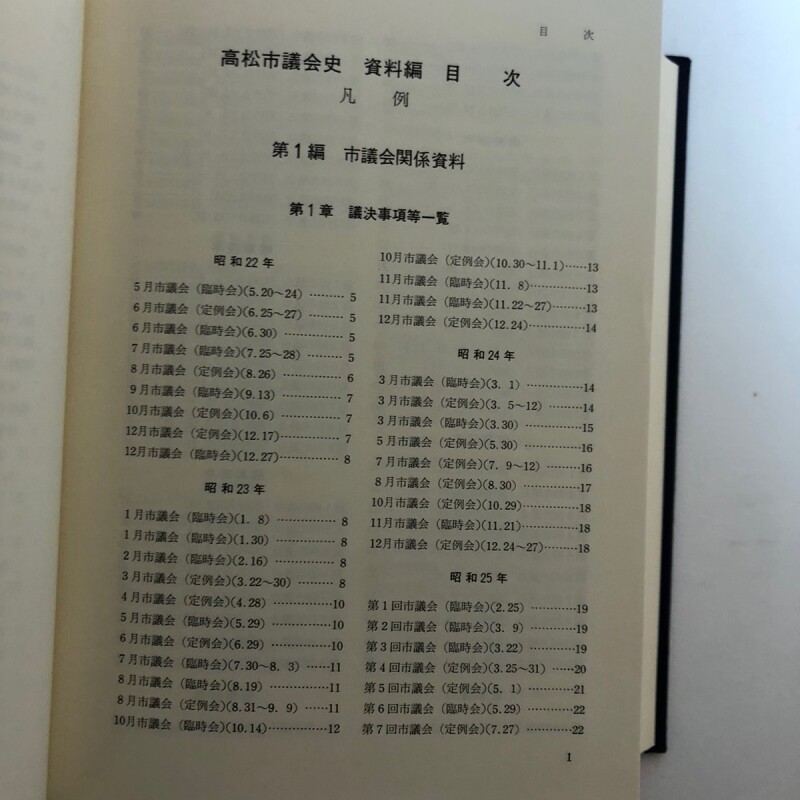 目　次
高松市議会史　資料編　目　次
凡　例
第１編　市議会関係資料
第１章　議決事項等一覧
昭和22年
5月市議会（臨時会）(5.20～24) ……… 5
6月市議会（定例会）(6.25～27) ……… 5
6月市議会（臨時会）(6.30) …………… 5
7月市議会（臨時会）(7.25～28) ……… 5
8月市議会（定例会）(8.26) …………… 6
9月市議会（臨時会）(9.13) …………… 7
10月市議会（定例会）(10.6) …………… 7
12月市議会（定例会）(12.17)…………… 7
12月市議会（臨時会）(12.27)…………… 8
昭和23年
1月市議会（臨時会）(1. 8) …………… 8
1月市議会（臨時会）(1.30) …………… 8
2月市議会（臨時会）(2.16) …………… 8
3月市議会（定例会）(3.22～30) ……… 8
4月市議会（定例会）(4.28) ……………10
5月市議会（臨時会）(5.29) ……………10
6月市議会（定例会）(6.29) ……………10
7月市議会（臨時会）(7.30～8. 3) ……11
8月市議会（臨時会）(8.19) ……………11
8月市議会（定例会）(8.31～9. 9) ……11
10月市議会（臨時会）(10.14)……………12
10月市議会（定例会）(10.30～11.1)……13
11月市議会（臨時会）(11. 8)……………13
11月市議会（臨時会）(11.22～27)………13
12月市議会（定例会）(12.24)……………14
昭和24年
3月市議会（臨時会）(3. 1) ……………14
3月市議会（定例会）(3. 5～12) ………14
3月市議会（臨時会）(3.30) ……………15
5月市議会（定例会）(5.30) ……………16
7月市議会（定例会）(7. 9～12) ………16
8月市議会（定例会）(8.30) ……………17
10月市議会（定例会）(10.29)……………18
11月市議会（臨時会）(11.21)……………18
12月市議会（定例会）(12.24～27)………18
昭和25年
第1回市議会（臨時会）(2.25) …………19
第2回市議会（臨時会）(3. 9) …………19
第3回市議会（臨時会）(3.22) …………19
第4回市議会（定例会）(3.25～31) ……20
第5回市議会（定例会）(5. 1) …………21
第6回市議会（臨時会）(5.29) …………22
第7回市議会（定例会）(7.27) …………22
1